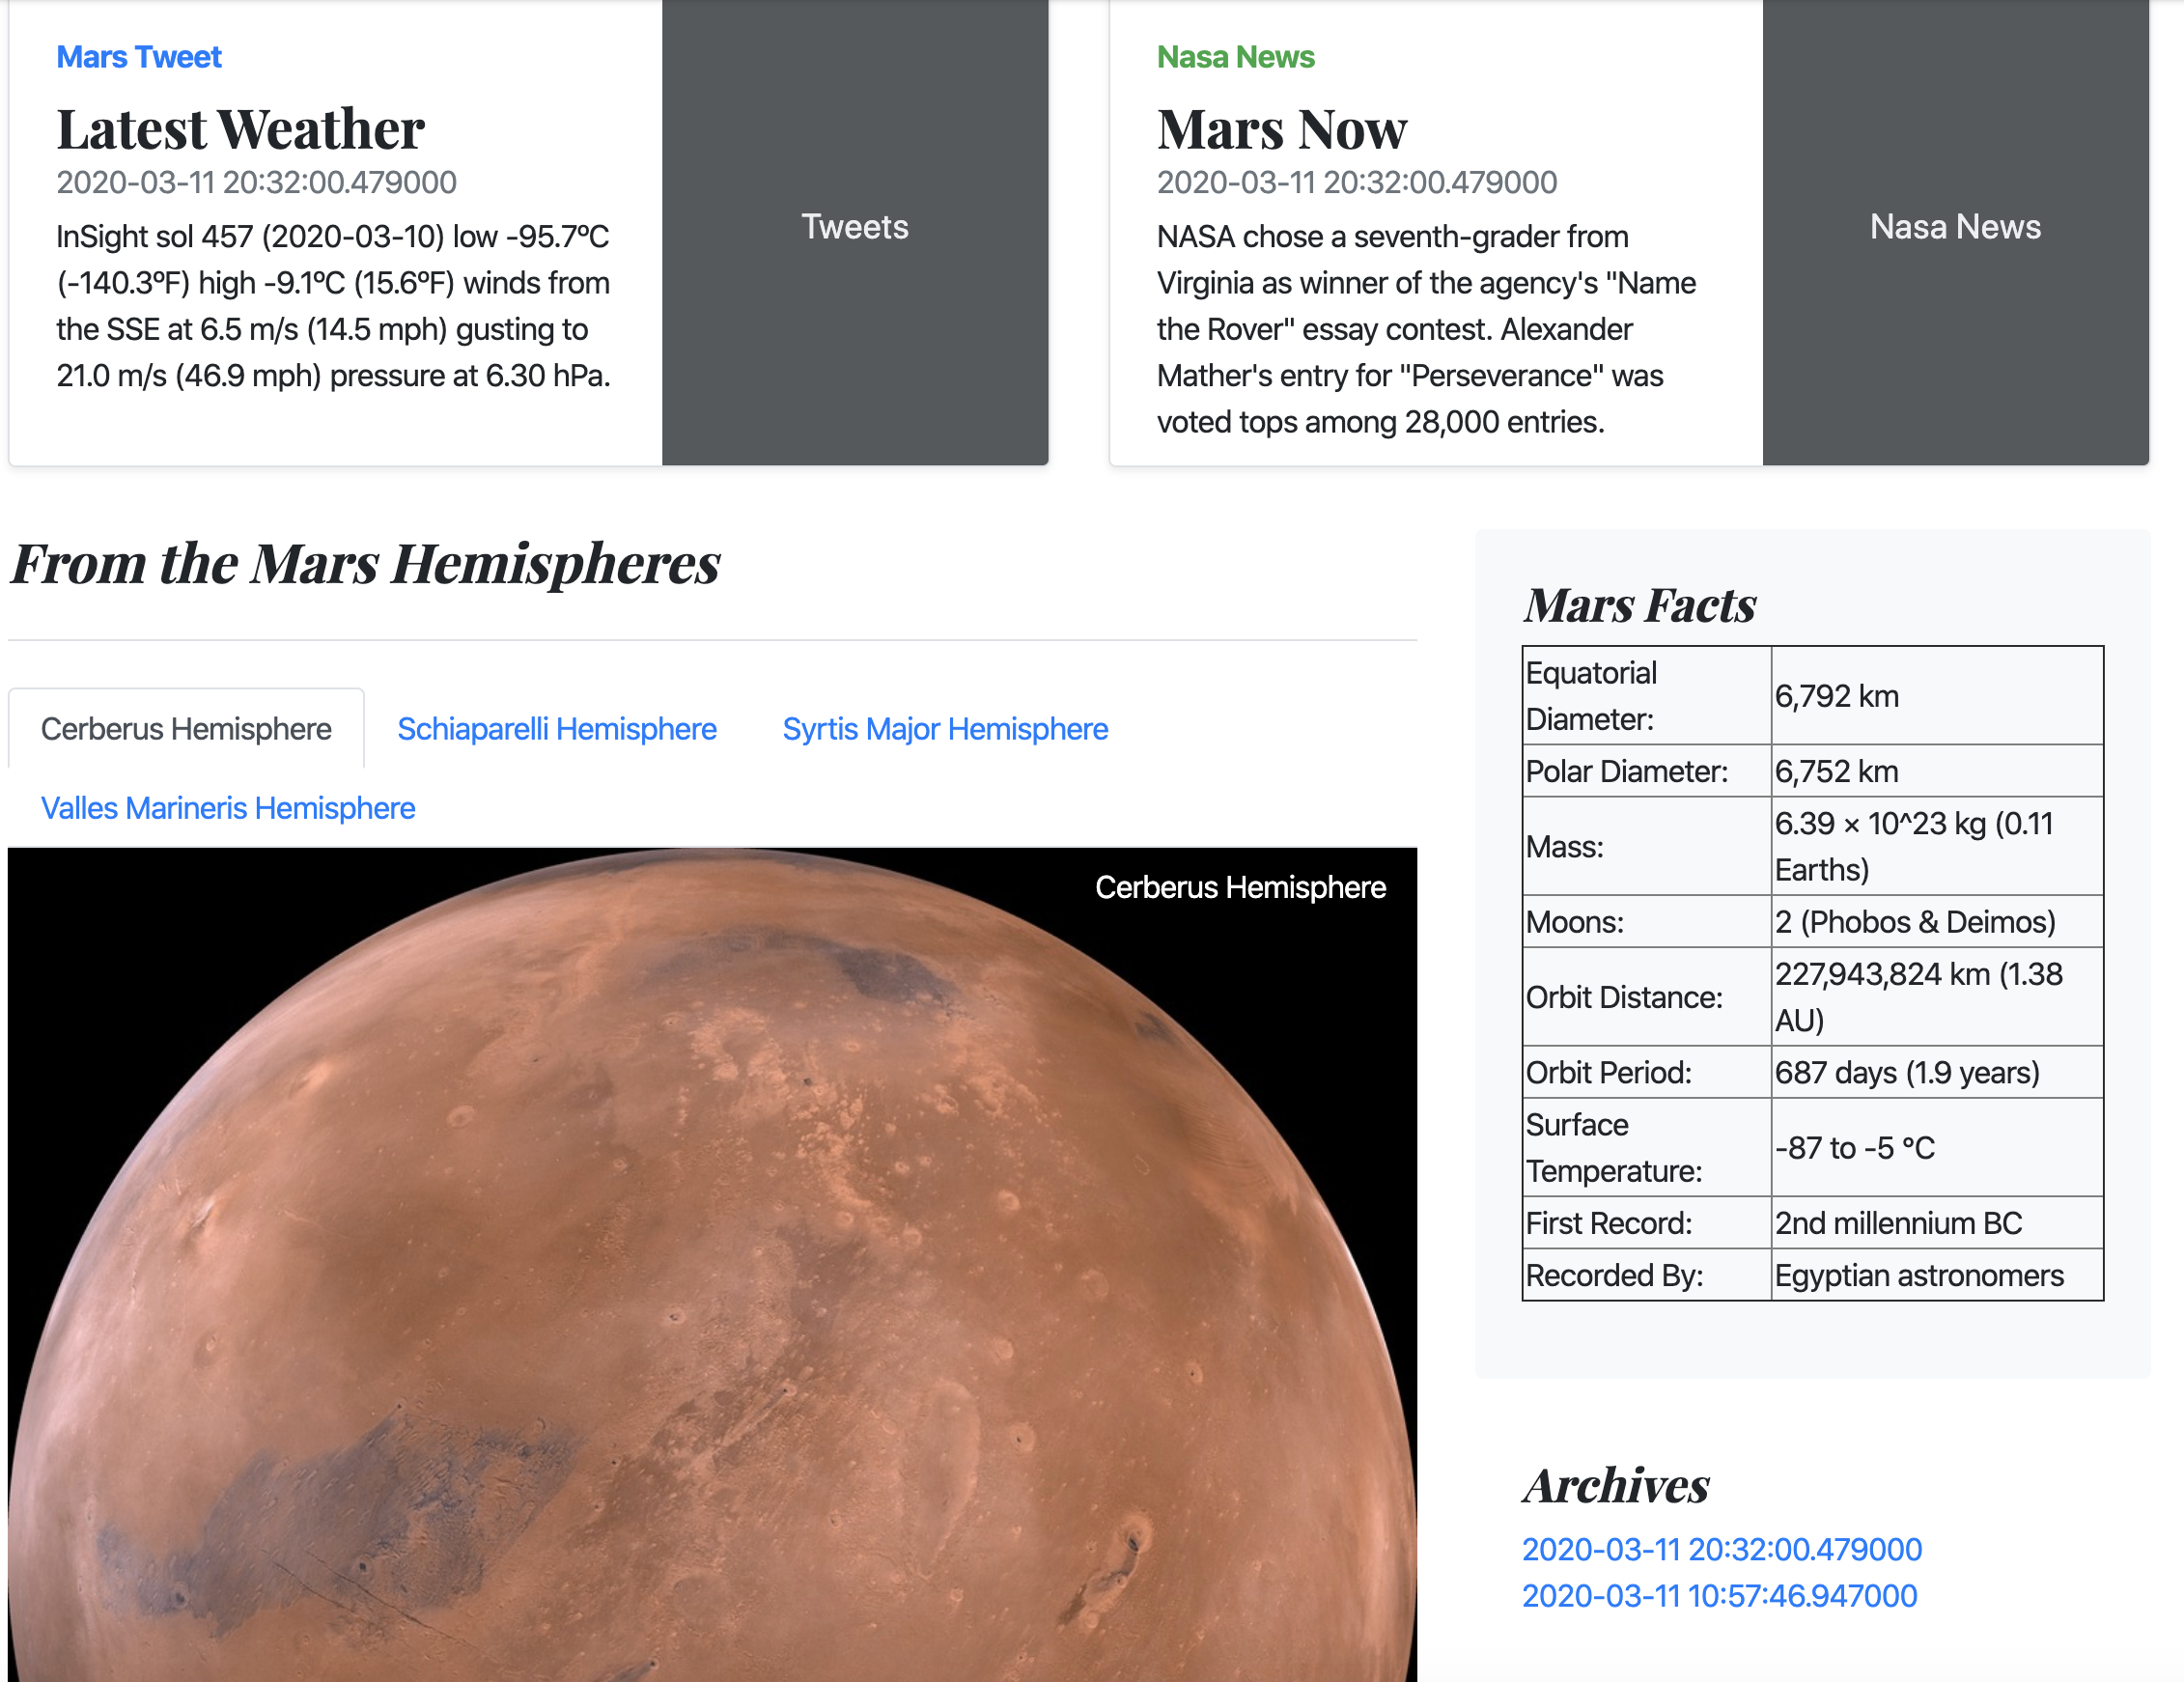 Mars Tweet
Latest Weather
2020-03-11 20:32:00.479000
InSight sol 457 (2020-03-10) low -95.7ºC
(-140.3ºF) high -9.1ºC (15.6ºF) winds from
the SSE at 6.5 m/s (14.5 mph) gusting to
21.0 m/s (46.9 mph) pressure at 6.30 hPa.
Tweets
Nasa News
Mars Now
2020-03-11 20:32:00.479000
NASA chose a seventh-grader from
Virginia as winner of the agency's "Name
the Rover" essay contest. Alexander
Mather's entry for "Perseverance" was
voted tops among 28,000 entries.
Nasa News
From the Mars Hemispheres
Cerberus Hemisphere
Schiaparelli Hemisphere
Syrtis Major Hemisphere
Valles Marineris Hemisphere
Cerberus Hemisphere
Mars Facts
Equatorial
Diameter:
6,792 km
Polar Diameter:
6,752 km
Mass:
6.39 × 10^23 kg (0.11
Earths)
Moons:
2 (Phobos & Deimos)
Orbit Distance:
227,943,824 km (1.38
AU)
Orbit Period:
687 days (1.9 years)
Surface
Temperature:
-87 to -5 °C
First Record:
2nd millennium BC
Recorded By:
Egyptian astronomers
Archives
2020-03-11 20:32:00.479000
2020-03-11 10:57:46.947000